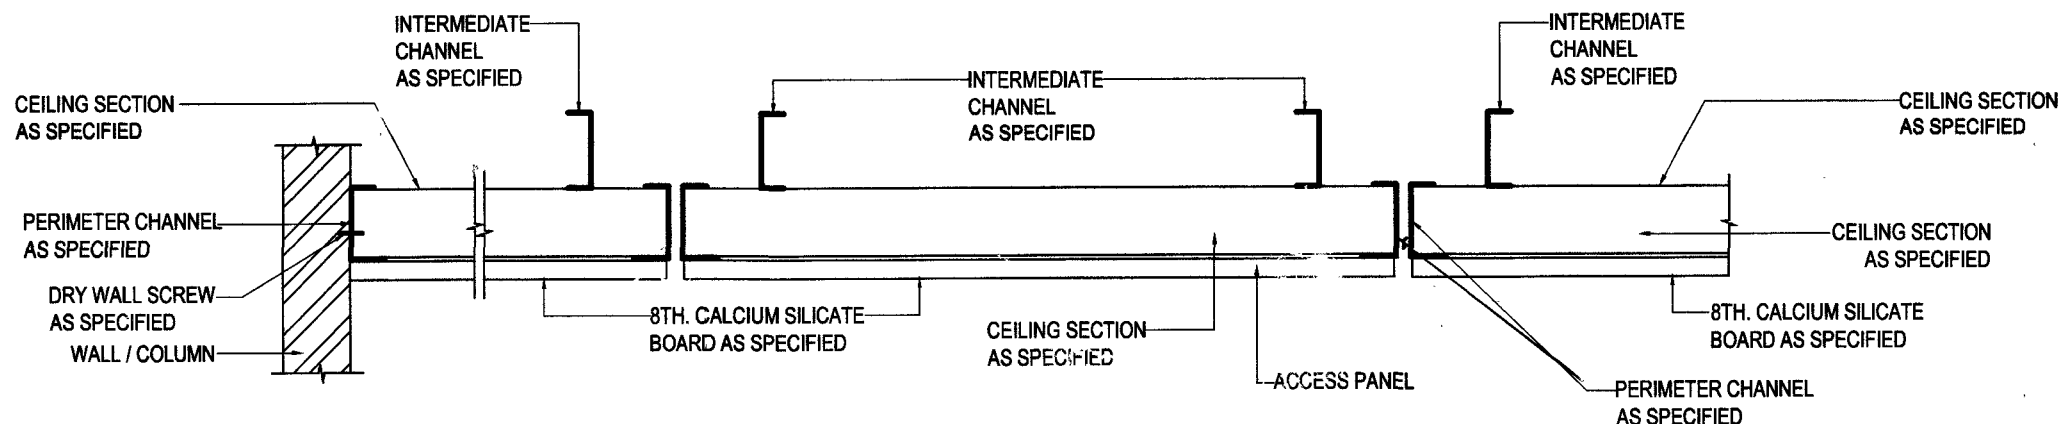 INTERMEDIATE
CHANNEL
AS SPECIFIED
INTERMEDIATE
CHANNEL
AS SPECIFIED
INTERMEDIATE
CHANNEL
AS SPECIFIED
CEILING SECTION
AS SPECIFIED
CEILING SECTION
AS SPECIFIED
PERIMETER CHANNEL
AS SPECIFIED
CEILING SECTION
AS SPECIFIED
DRY WALL SCREW
AS SPECIFIED
WALL / COLUMN
8TH. CALCIUM SILICATE
BOARD AS SPECIFIED
CEILING SECTION
AS SPECIFIED
8TH. CALCIUM SILICATE
BOARD AS SPECIFIED
ACCESS PANEL
PERIMETER CHANNEL
AS SPECIFIED